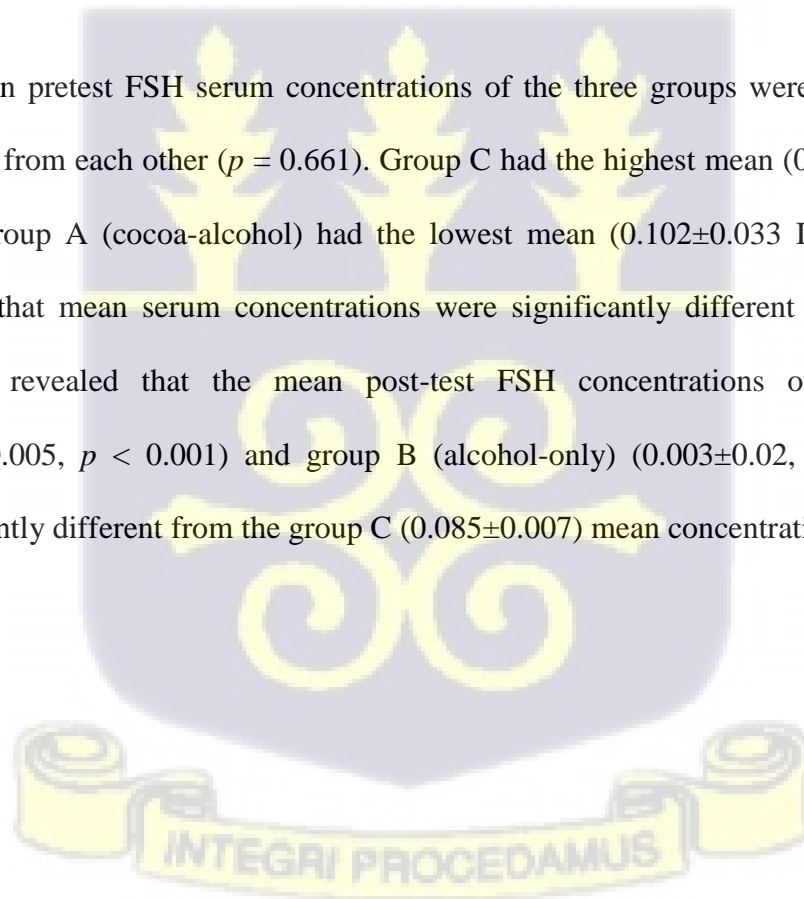 n pretest FSH serum concentrations of the three groups were
from each other (p = 0.661). Group C had the highest mean (0
roup A (cocoa-alcohol) had the lowest mean (0.102±0.033 I
that mean serum concentrations were significantly different
revealed that the mean post-test FSH concentrations o
.005, p < 0.001) and group B (alcohol-only) (0.003±0.02,
ntly different from the group C (0.085±0.007) mean concentrati
INTEGRI PROCEDAMUS